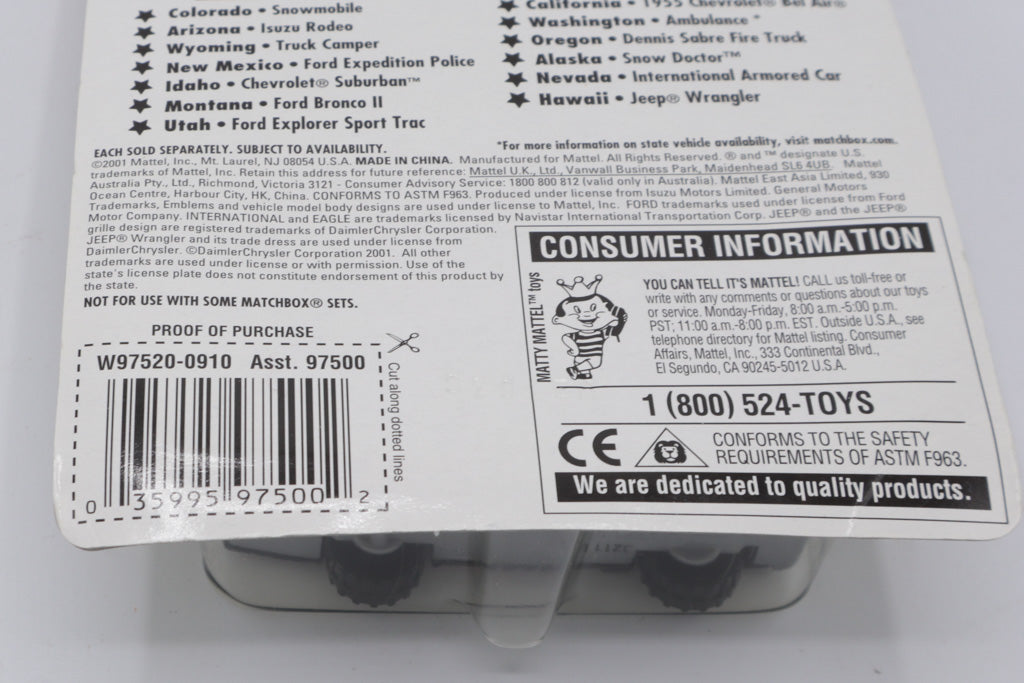 ★ Colorado • Snowmobile
★ Arizona • Isuzu Rodeo
★ Wyoming • Truck Camper
★ New Mexico • Ford Expedition Police
★ Idaho • Chevrolet® Suburban™
★ Montana • Ford Bronco II
★ Utah • Ford Explorer Sport Trac
★ California • 1955 Chevrolet® Bel Air®
★ Washington • Ambulance *
★ Oregon • Dennis Sabre Fire Truck
★ Alaska • Snow Doctor™
★ Nevada • International Armored Car
★ Hawaii • Jeep® Wrangler
EACH SOLD SEPARATELY. SUBJECT TO AVAILABILITY.
*For more information on state vehicle availability, visit matchbox.com.
©2001 Mattel, Inc., Mt. Laurel, NJ 08054 U.S.A. MADE IN CHINA. Manufactured for Mattel. All Rights Reserved. ® and ™ designate U.S.
trademarks of Mattel, Inc. Retain this address for future reference: Mattel U.K., Ltd., Vanwall Business Park, Maidenhead SL6 4UB. Mattel
Australia Pty., Ltd., Richmond, Victoria 3121 - Consumer Advisory Service: 1800 800 812 (valid only in Australia). Mattel East Asia Limited, 930
Ocean Centre, Harbour City, HK, China. CONFORMS TO ASTM F963. Produced under license from Isuzu Motors Limited. General Motors
Trademarks, Emblems and vehicle model body designs are used under license to Mattel, Inc. FORD trademarks used under license from Ford
Motor Company. INTERNATIONAL and EAGLE are trademarks licensed by Navistar International Transportation Corp. JEEP® and the JEEP®
grille design are registered trademarks of DaimlerChrysler Corporation.
JEEP® Wrangler and its trade dress are used under license from
DaimlerChrysler. ©DaimlerChrysler Corporation 2001. All other
trademarks are used under license or with permission. Use of the
state's license plate does not constitute endorsement of this product by
the state.
NOT FOR USE WITH SOME MATCHBOX® SETS.
PROOF OF PURCHASE
W97520-0910 Asst. 97500
0 35995 97500 2
Cut along dotted lines
CONSUMER INFORMATION
MATTY MATTEL™ toys
YOU CAN TELL IT'S MATTEL! CALL us toll-free or
write with any comments or questions about our toys
or service. Monday-Friday, 8:00 a.m.-5:00 p.m.
PST; 11:00 a.m.-8:00 p.m. EST. Outside U.S.A., see
telephone directory for Mattel listing. Consumer
Affairs, Mattel, Inc., 333 Continental Blvd.,
El Segundo, CA 90245-5012 U.S.A.
1 (800) 524-TOYS
CE
CONFORMS TO THE SAFETY
REQUIREMENTS OF ASTM F963.
We are dedicated to quality products.